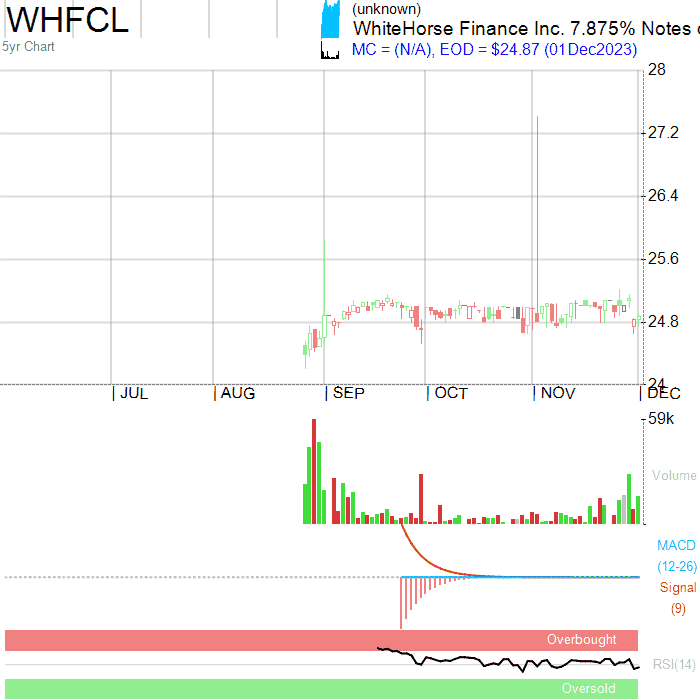 WHFCL
(unknown)
WhiteHorse Finance Inc. 7.875% Notes
5yr Chart
MC = (N/A), EOD = $24.87 (01Dec2023)
28
27.2
26.4
25.6
24.8
24
JUL
AUG
SEP
OCT
NOV
DEC
59k
Volume
MACD
(12-26)
Signal
(9)
Overbought
RSI(14)
Oversold